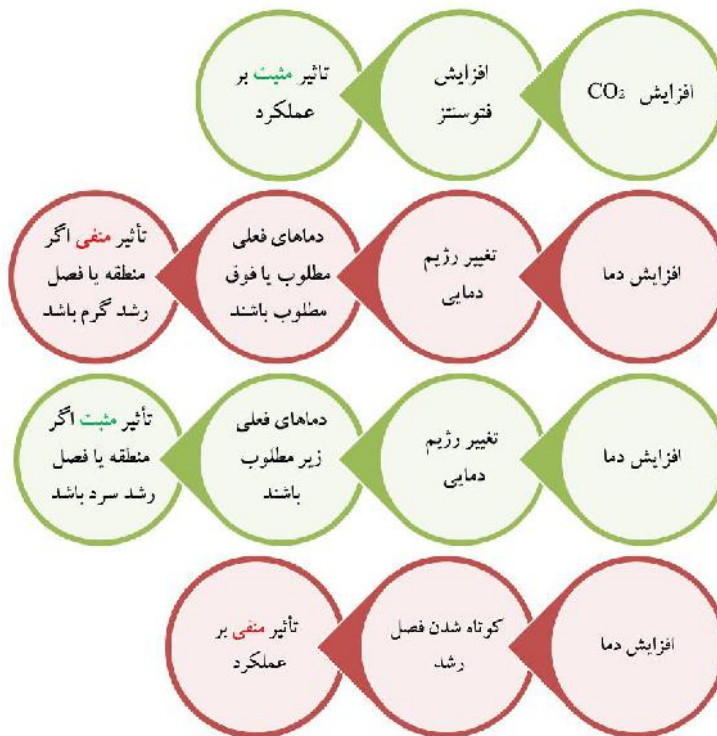 افزایش CO₂
افزایش
فتوسنتز
تاثیر مثبت بر
عملکرد
افزایش دما
تغییر رژیم
دمایی
دماهای فعلی
مطلوب یا فوق
مطلوب باشند
تأثیر منفی اگر
منطقه یا فصل
رشد گرم باشد
افزایش دما
تغییر رژیم
دمایی
دماهای فعلی
زیر مطلوب
باشند
تأثیر مثبت اگر
منطقه یا فصل
رشد سرد باشد
افزایش دما
کوتاه شدن فصل
رشد
تأثیر منفی بر
عملکرد